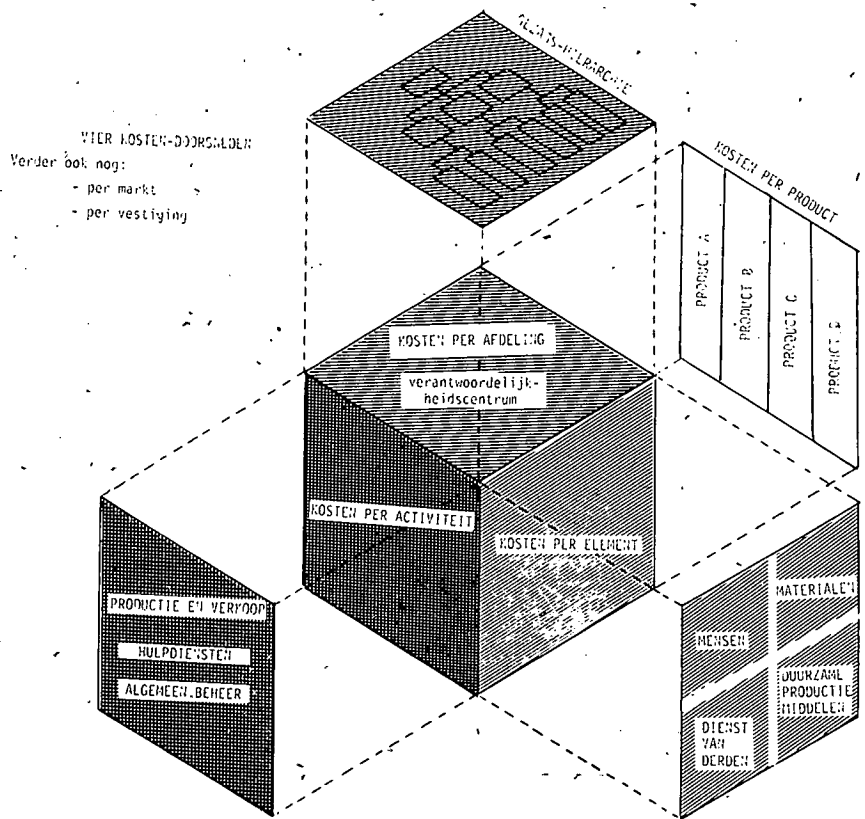 PLAATS-HIERARCHIE
VIER KOSTEN-DOORSNEDEN
Verder ook nog:
- per markt
- per vestiging
KOSTEN PER PRODUCT
PRODUCT A
PRODUCT B
PRODUCT C
PRODUCT D
KOSTEN PER AFDELING
verantwoordelijk-
heidscentrum
KOSTEN PER ACTIVITEIT
KOSTEN PER ELEMENT
PRODUCTIE EN VERKOOP
HULPDIENSTEN
ALGEMEEN.BEHEER
MATERIALEN
MENSEN
DUURZAME
PRODUCTIE
MIDDELEN
DIENST
VAN
DERDEN